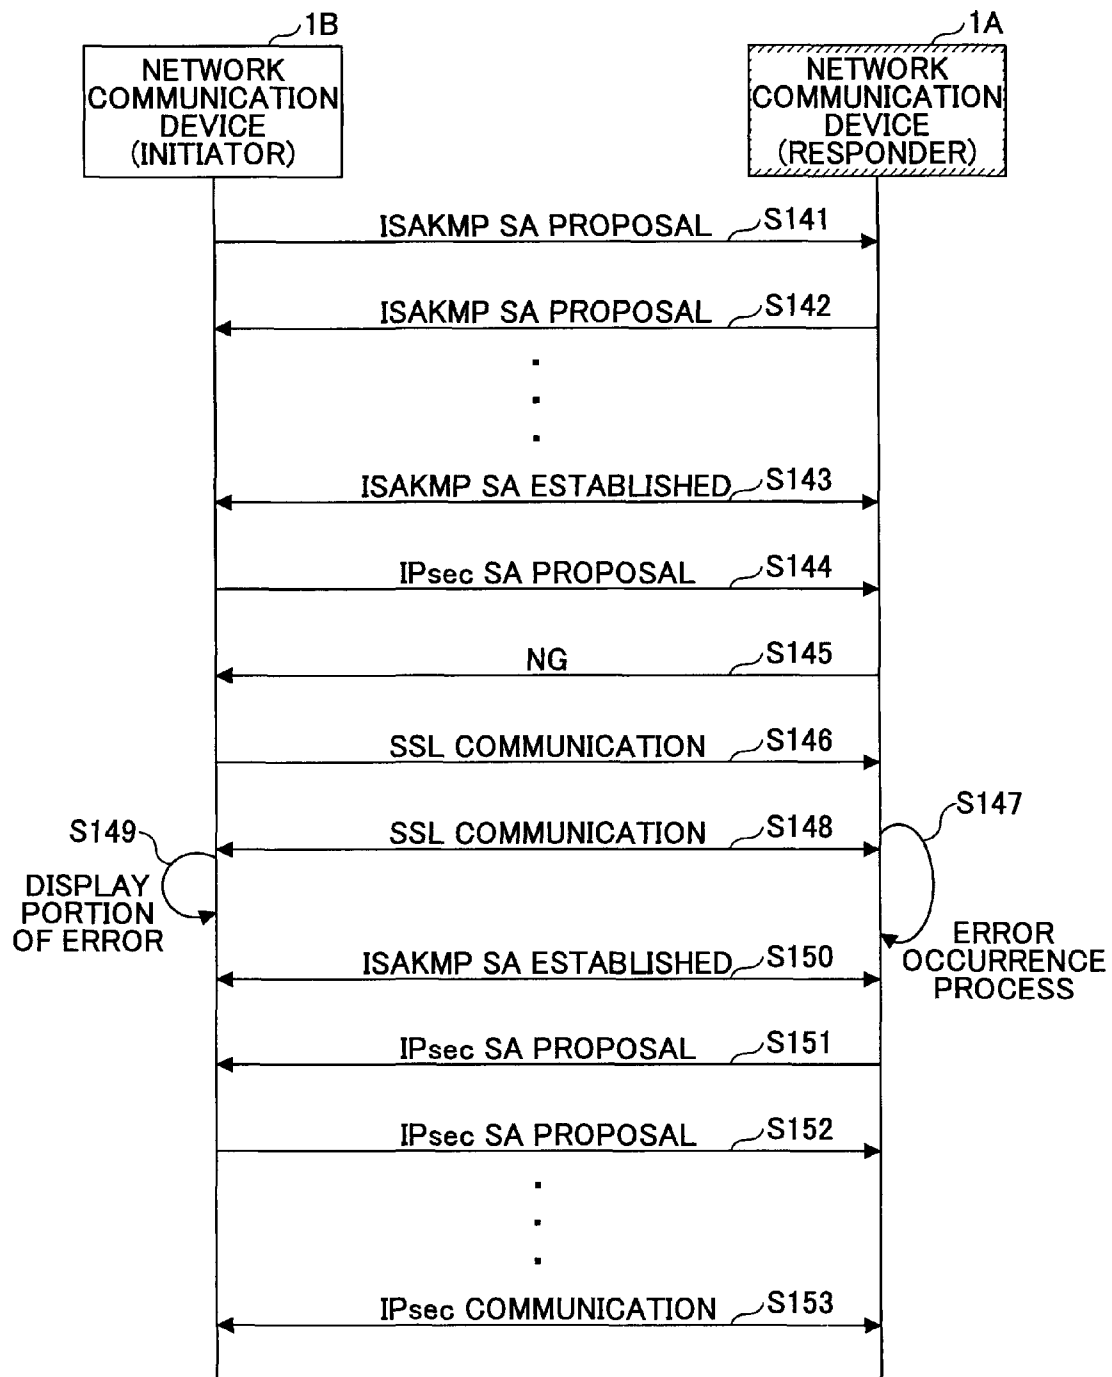 1B
NETWORK
COMMUNICATION
DEVICE
(INITIATOR)
1A
NETWORK
COMMUNICATION
DEVICE
(RESPONDER)
ISAKMP SA PROPOSAL
S141
ISAKMP SA PROPOSAL
S142
ISAKMP SA ESTABLISHED
S143
IPsec SA PROPOSAL
S144
NG
S145
SSL COMMUNICATION
S146
S147
SSL COMMUNICATION
S148
S149
DISPLAY
PORTION
OF ERROR
ERROR
OCCURRENCE
PROCESS
ISAKMP SA ESTABLISHED
S150
IPsec SA PROPOSAL
S151
IPsec SA PROPOSAL
S152
IPsec COMMUNICATION
S153